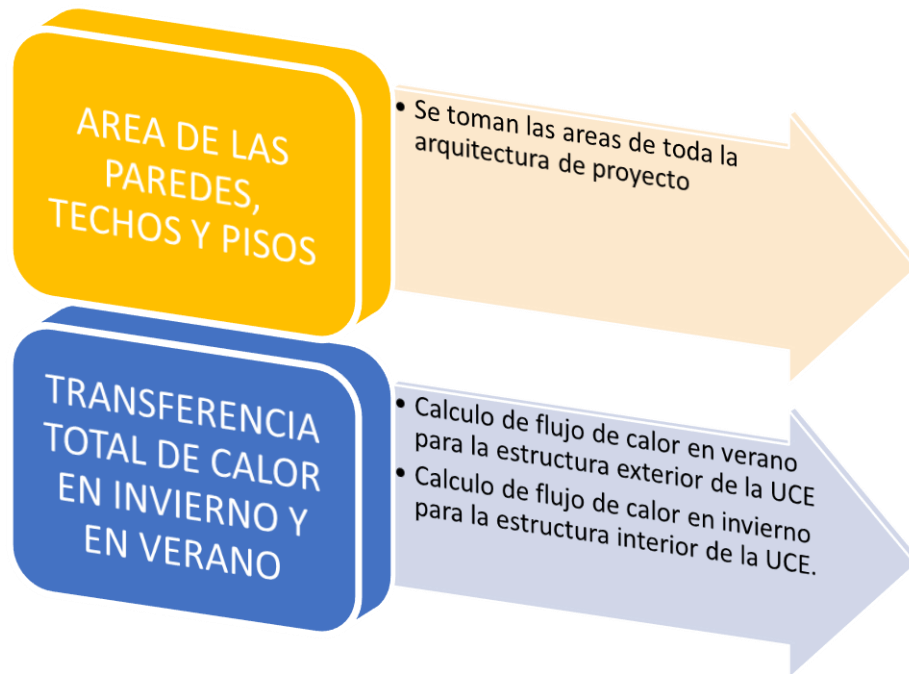 AREA DE LAS
PAREDES,
TECHOS Y PISOS
• Se toman las areas de toda la
arquitectura de proyecto
TRANSFERENCIA
TOTAL DE CALOR
EN INVIERNO Y
EN VERANO
• Calculo de flujo de calor en verano
para la estructura exterior de la UCE
• Calculo de flujo de calor en invierno
para la estructura interior de la UCE.